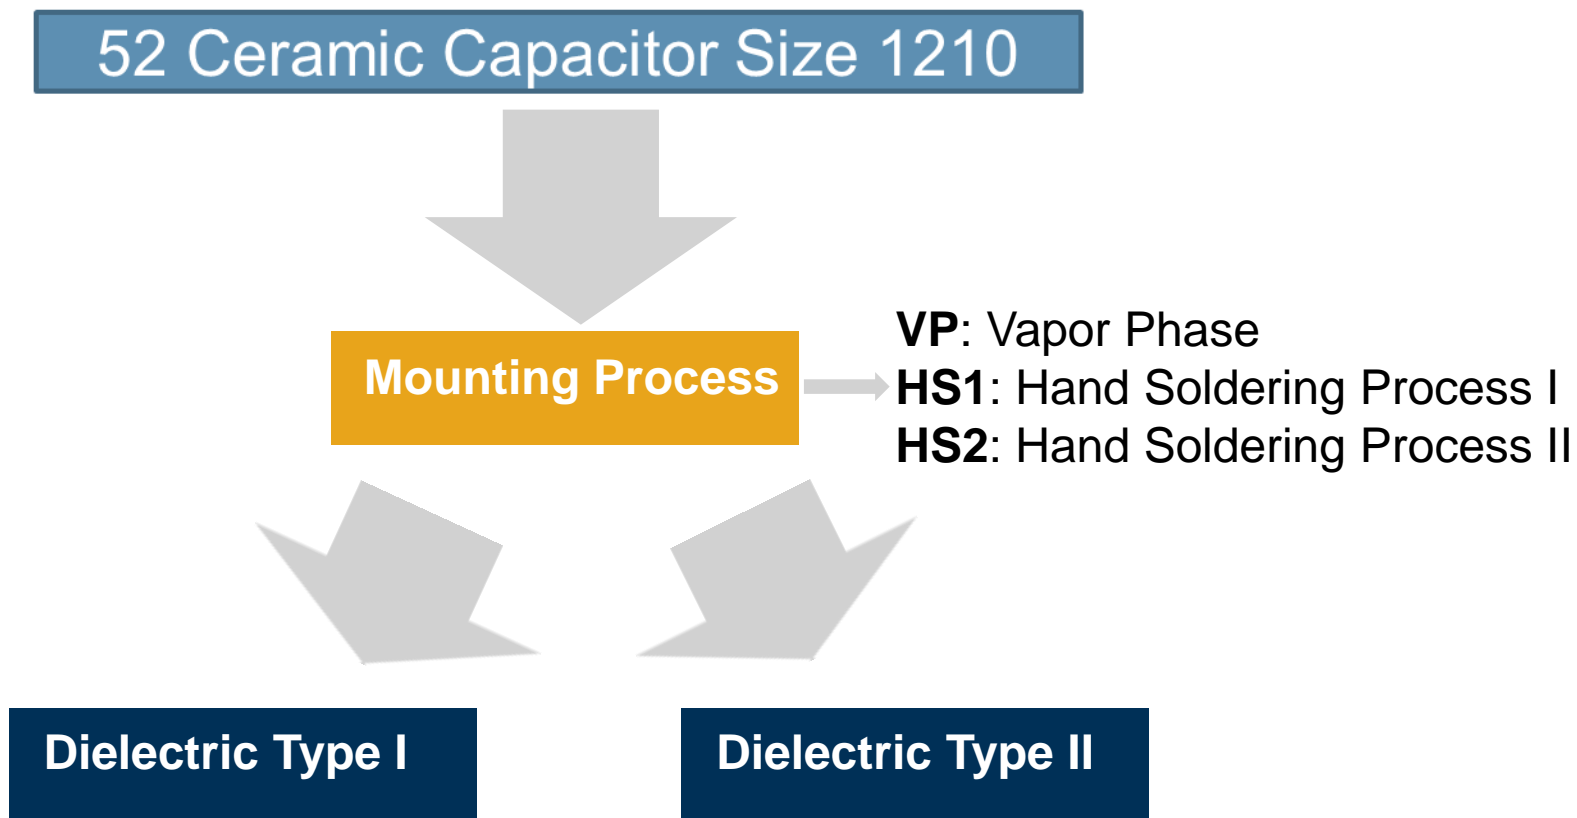 52 Ceramic Capacitor Size 1210
Mounting Process
VP: Vapor Phase
HS1: Hand Soldering Process I
HS2: Hand Soldering Process II
Dielectric Type I
Dielectric Type II